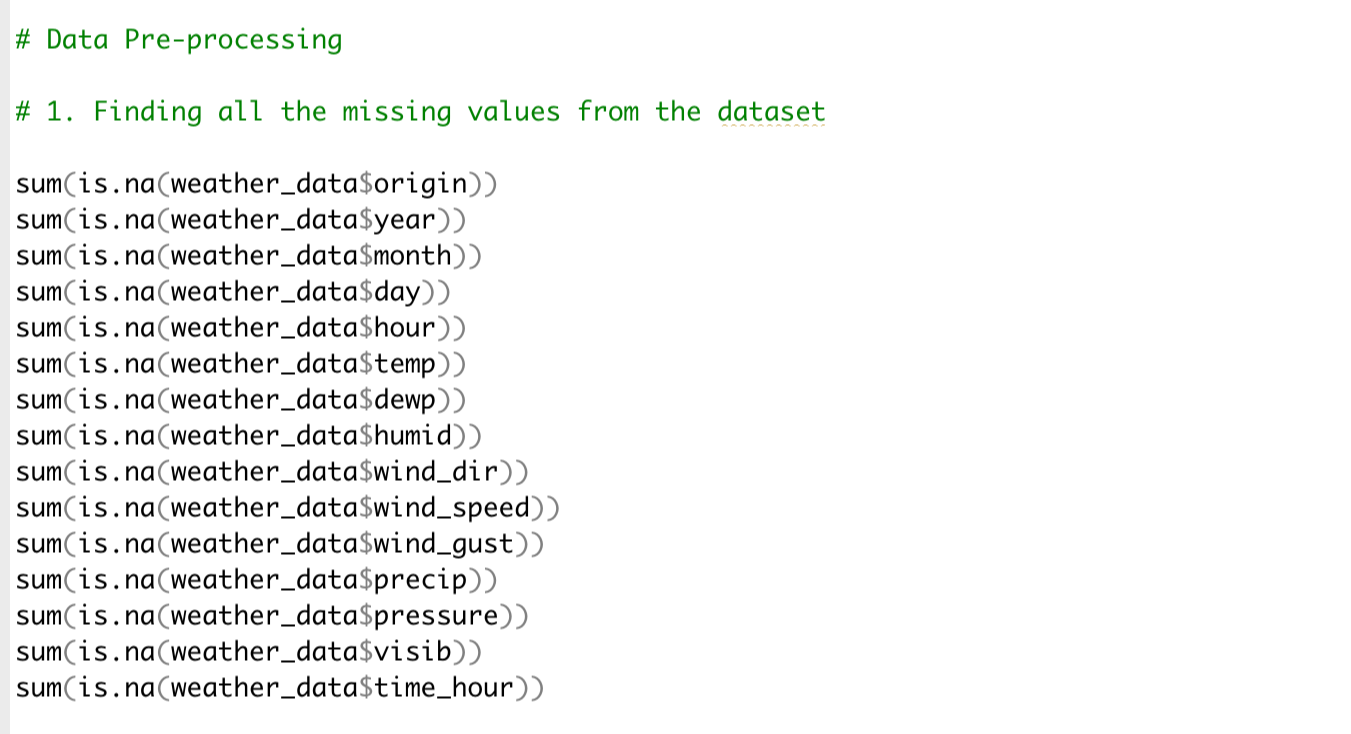 # Data Pre-processing
# 1. Finding all the missing values from the dataset
sum(is.na(weather_data$origin))
sum(is.na(weather_data$year))
sum(is.na(weather_data$month))
sum(is.na(weather_data$day))
sum(is.na(weather_data$hour))
sum(is.na(weather_data$temp))
sum(is.na(weather_data$dewp))
sum(is.na(weather_data$humid))
sum(is.na(weather_data$wind_dir))
sum(is.na(weather_data$wind_speed))
sum(is.na(weather_data$wind_gust))
sum(is.na(weather_data$precip))
sum(is.na(weather_data$pressure))
sum(is.na(weather_data$visib))
sum(is.na(weather_data$time_hour))